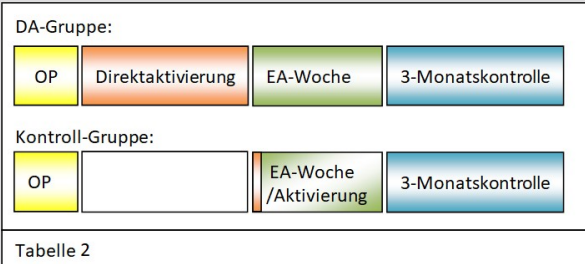 DA-Gruppe:
OP Direktaktivierung EA-Woche 3-Monatskontrolle
Kontroll-Gruppe:
OP EA-Woche /Aktivierung 3-Monatskontrolle
Tabelle 2